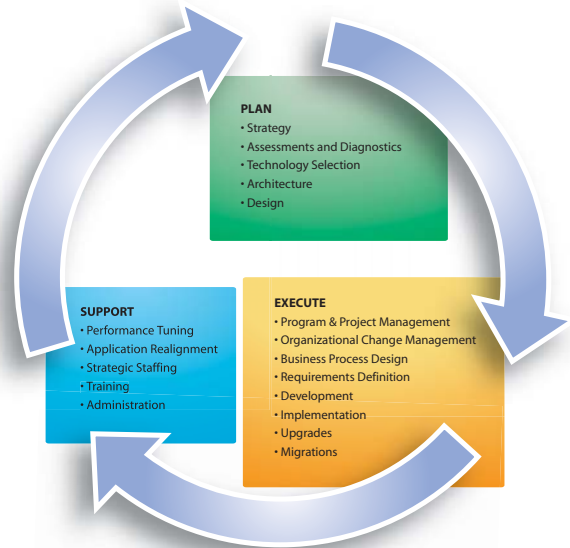 PLAN
• Strategy
• Assessments and Diagnostics
• Technology Selection
• Architecture
• Design
SUPPORT
• Performance Tuning
• Application Realignment
• Strategic Staffing
• Training
• Administration
EXECUTE
• Program & Project Management
• Organizational Change Management
• Business Process Design
• Requirements Definition
• Development
• Implementation
• Upgrades
• Migrations